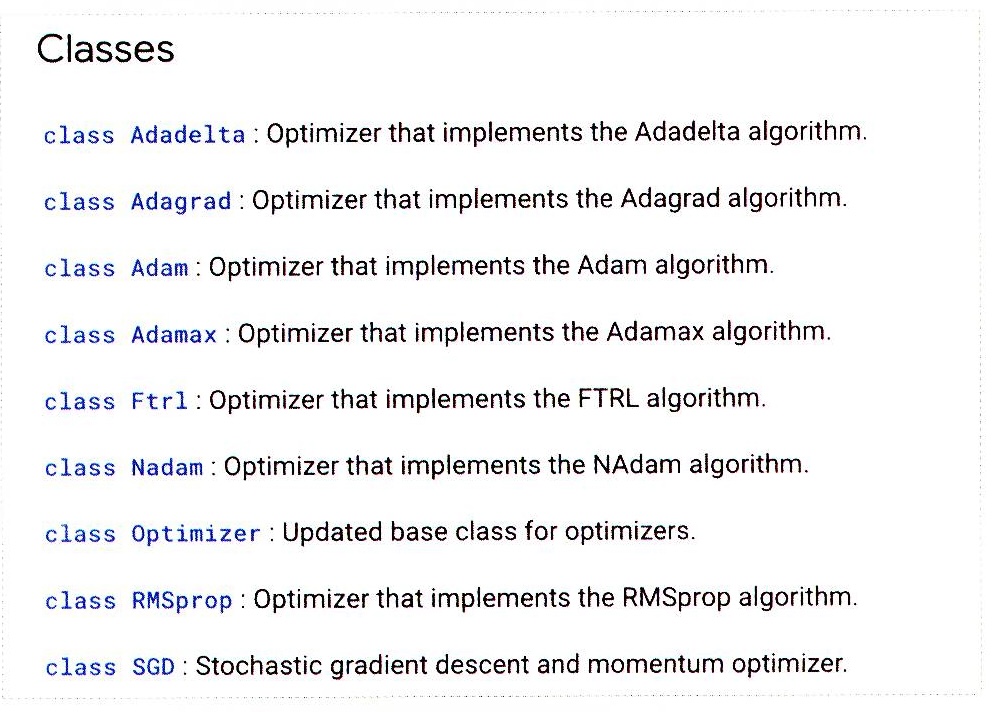 Classes
class Adadelta : Optimizer that implements the Adadelta algorithm.
class Adagrad : Optimizer that implements the Adagrad algorithm.
class Adam : Optimizer that implements the Adam algorithm.
class Adamax : Optimizer that implements the Adamax algorithm.
class Ftrl : Optimizer that implements the FTRL algorithm.
class Nadam : Optimizer that implements the NAdam algorithm.
class Optimizer : Updated base class for optimizers.
class RMSprop : Optimizer that implements the RMSprop algorithm.
class SGD : Stochastic gradient descent and momentum optimizer.